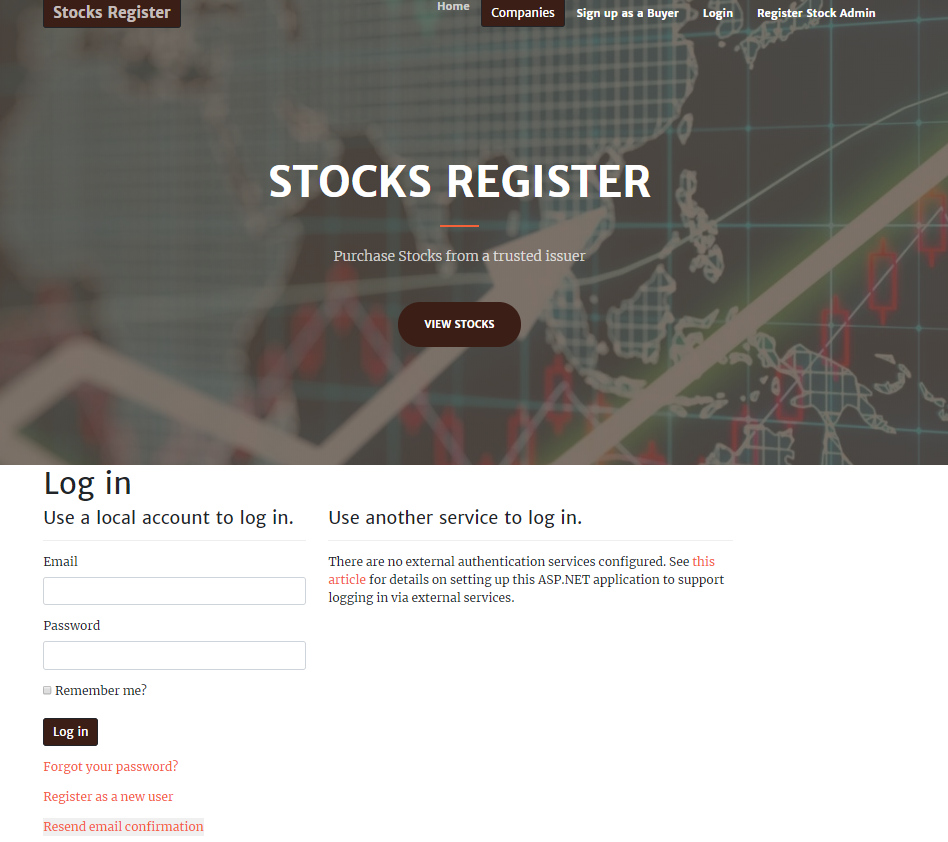 Stocks Register
Home
Companies
Sign up as a Buyer
Login
Register Stock Admin
STOCKS REGISTER
Purchase Stocks from a trusted issuer
VIEW STOCKS
Log in
Use a local account to log in.
Email
Password
Remember me?
Log in
Forgot your password?
Register as a new user
Resend email confirmation
Use another service to log in.
There are no external authentication services configured. See this
article for details on setting up this ASP.NET application to support
logging in via external services.